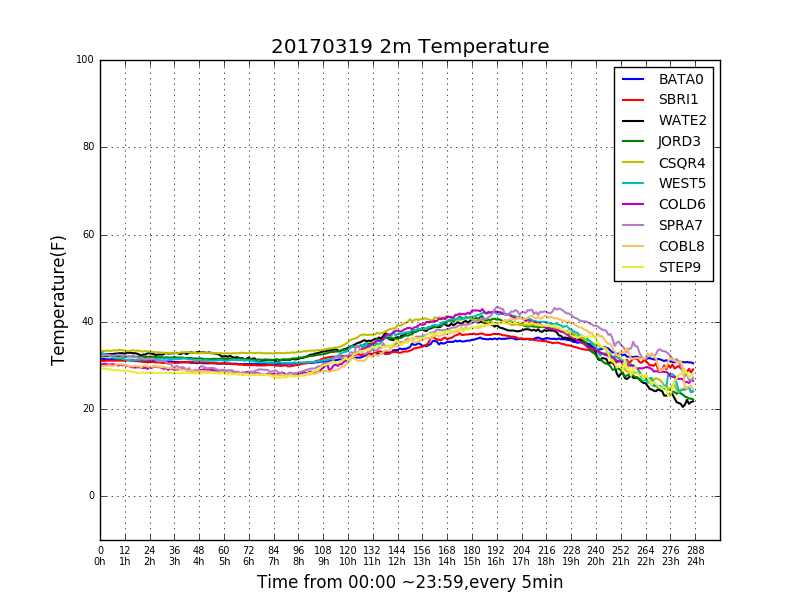 20170319 2m Temperature
100
80
60
40
20
0
Temperature(F)
BATA0
SBRI1
WATE2
JORD3
CSQR4
WEST5
COLD6
SPRA7
COBL8
STEP9
0 12 24 36 48 60 72 84 96 108 120 132 144 156 168 180 192 204 216 228 240 252 264 276 288
0h 1h 2h 3h 4h 5h 6h 7h 8h 9h 10h 11h 12h 13h 14h 15h 16h 17h 18h 19h 20h 21h 22h 23h 24h
Time from 00:00 ~23:59,every 5min